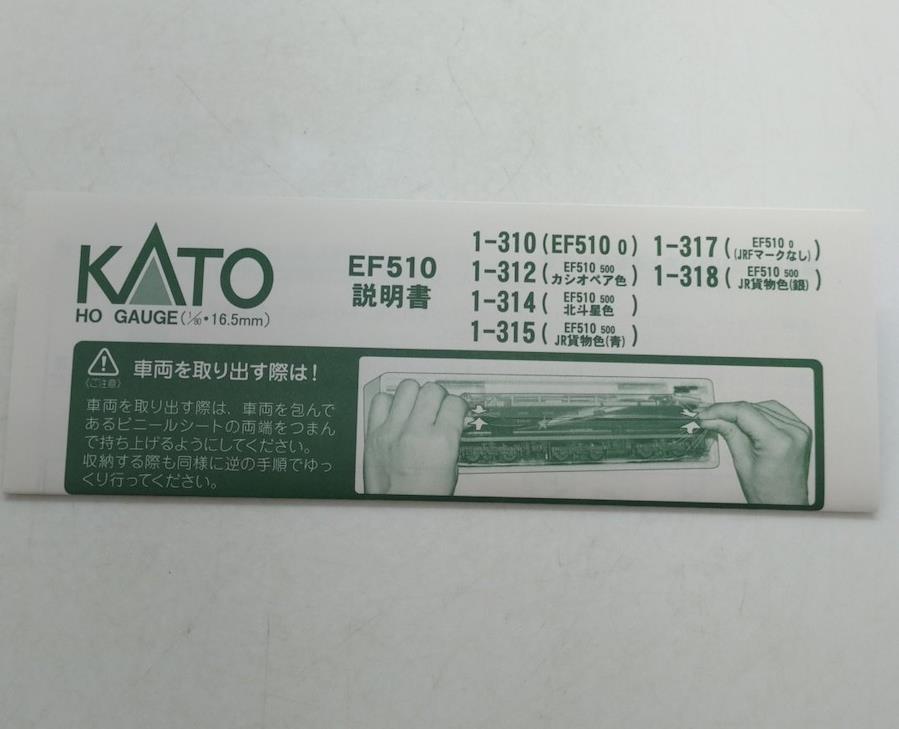 KATO
HO GAUGE(1/80・16.5mm)
EF510
説明書
1-310(EF510 0)
1-312(EF510 500 カシオペア色)
1-314(EF510 500 北斗星色)
1-315(EF510 500 JR貨物色(青))
1-317(EF510 0 (JRFマークなし))
1-318(EF510 500 JR貨物色(銀))
〈ご注意〉
車両を取り出す際は!
車両を取り出す際は、車両を包んで
あるビニールシートの両端をつまん
で持ち上げるようにしてください。
収納する際も同様に逆の手順でゆっ
くり行ってください。